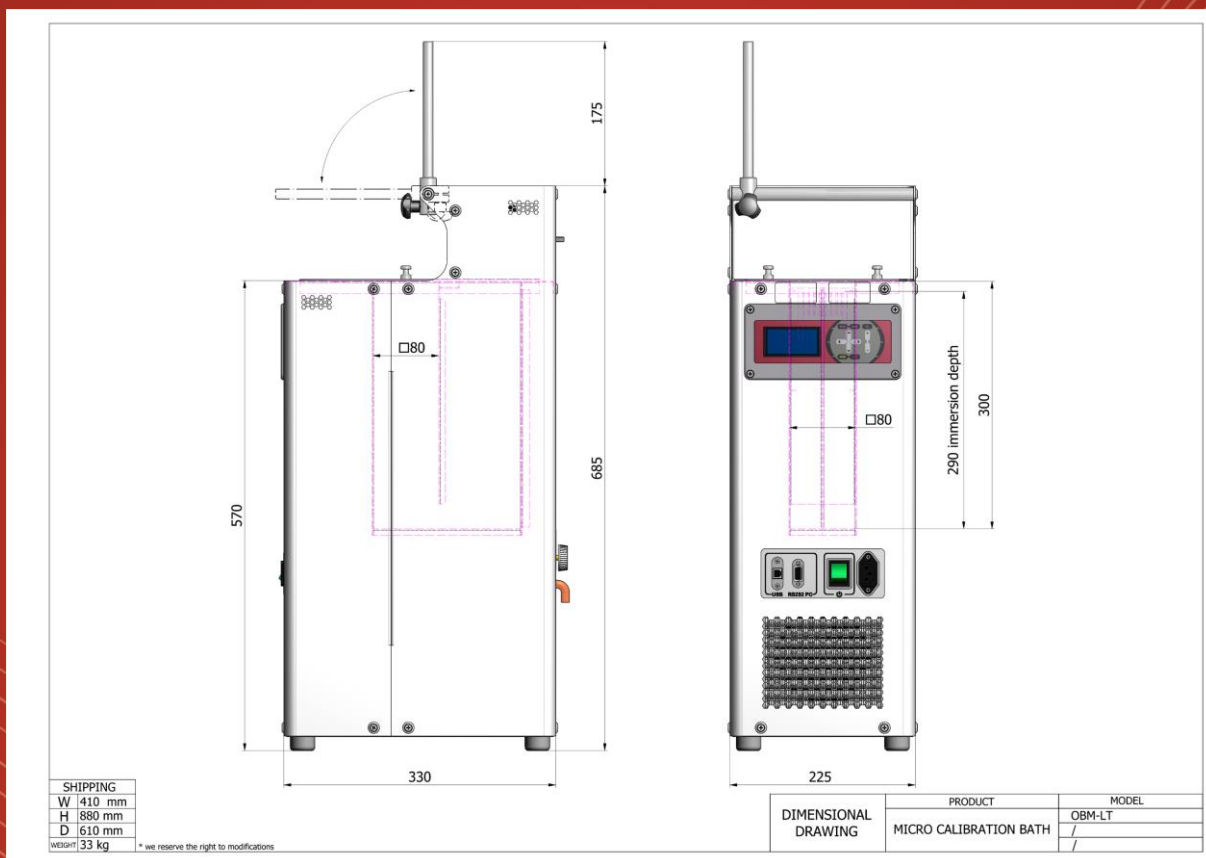 175
685
570
□80
330
□80
290 immersion depth
300
USB
RS232 PC
225
SHIPPING
W 410 mm
H 880 mm
D 610 mm
WEIGHT 33 kg
* we reserve the right to modifications
DIMENSIONAL
DRAWING
PRODUCT
MICRO CALIBRATION BATH
MODEL
OBM-LT
/
/